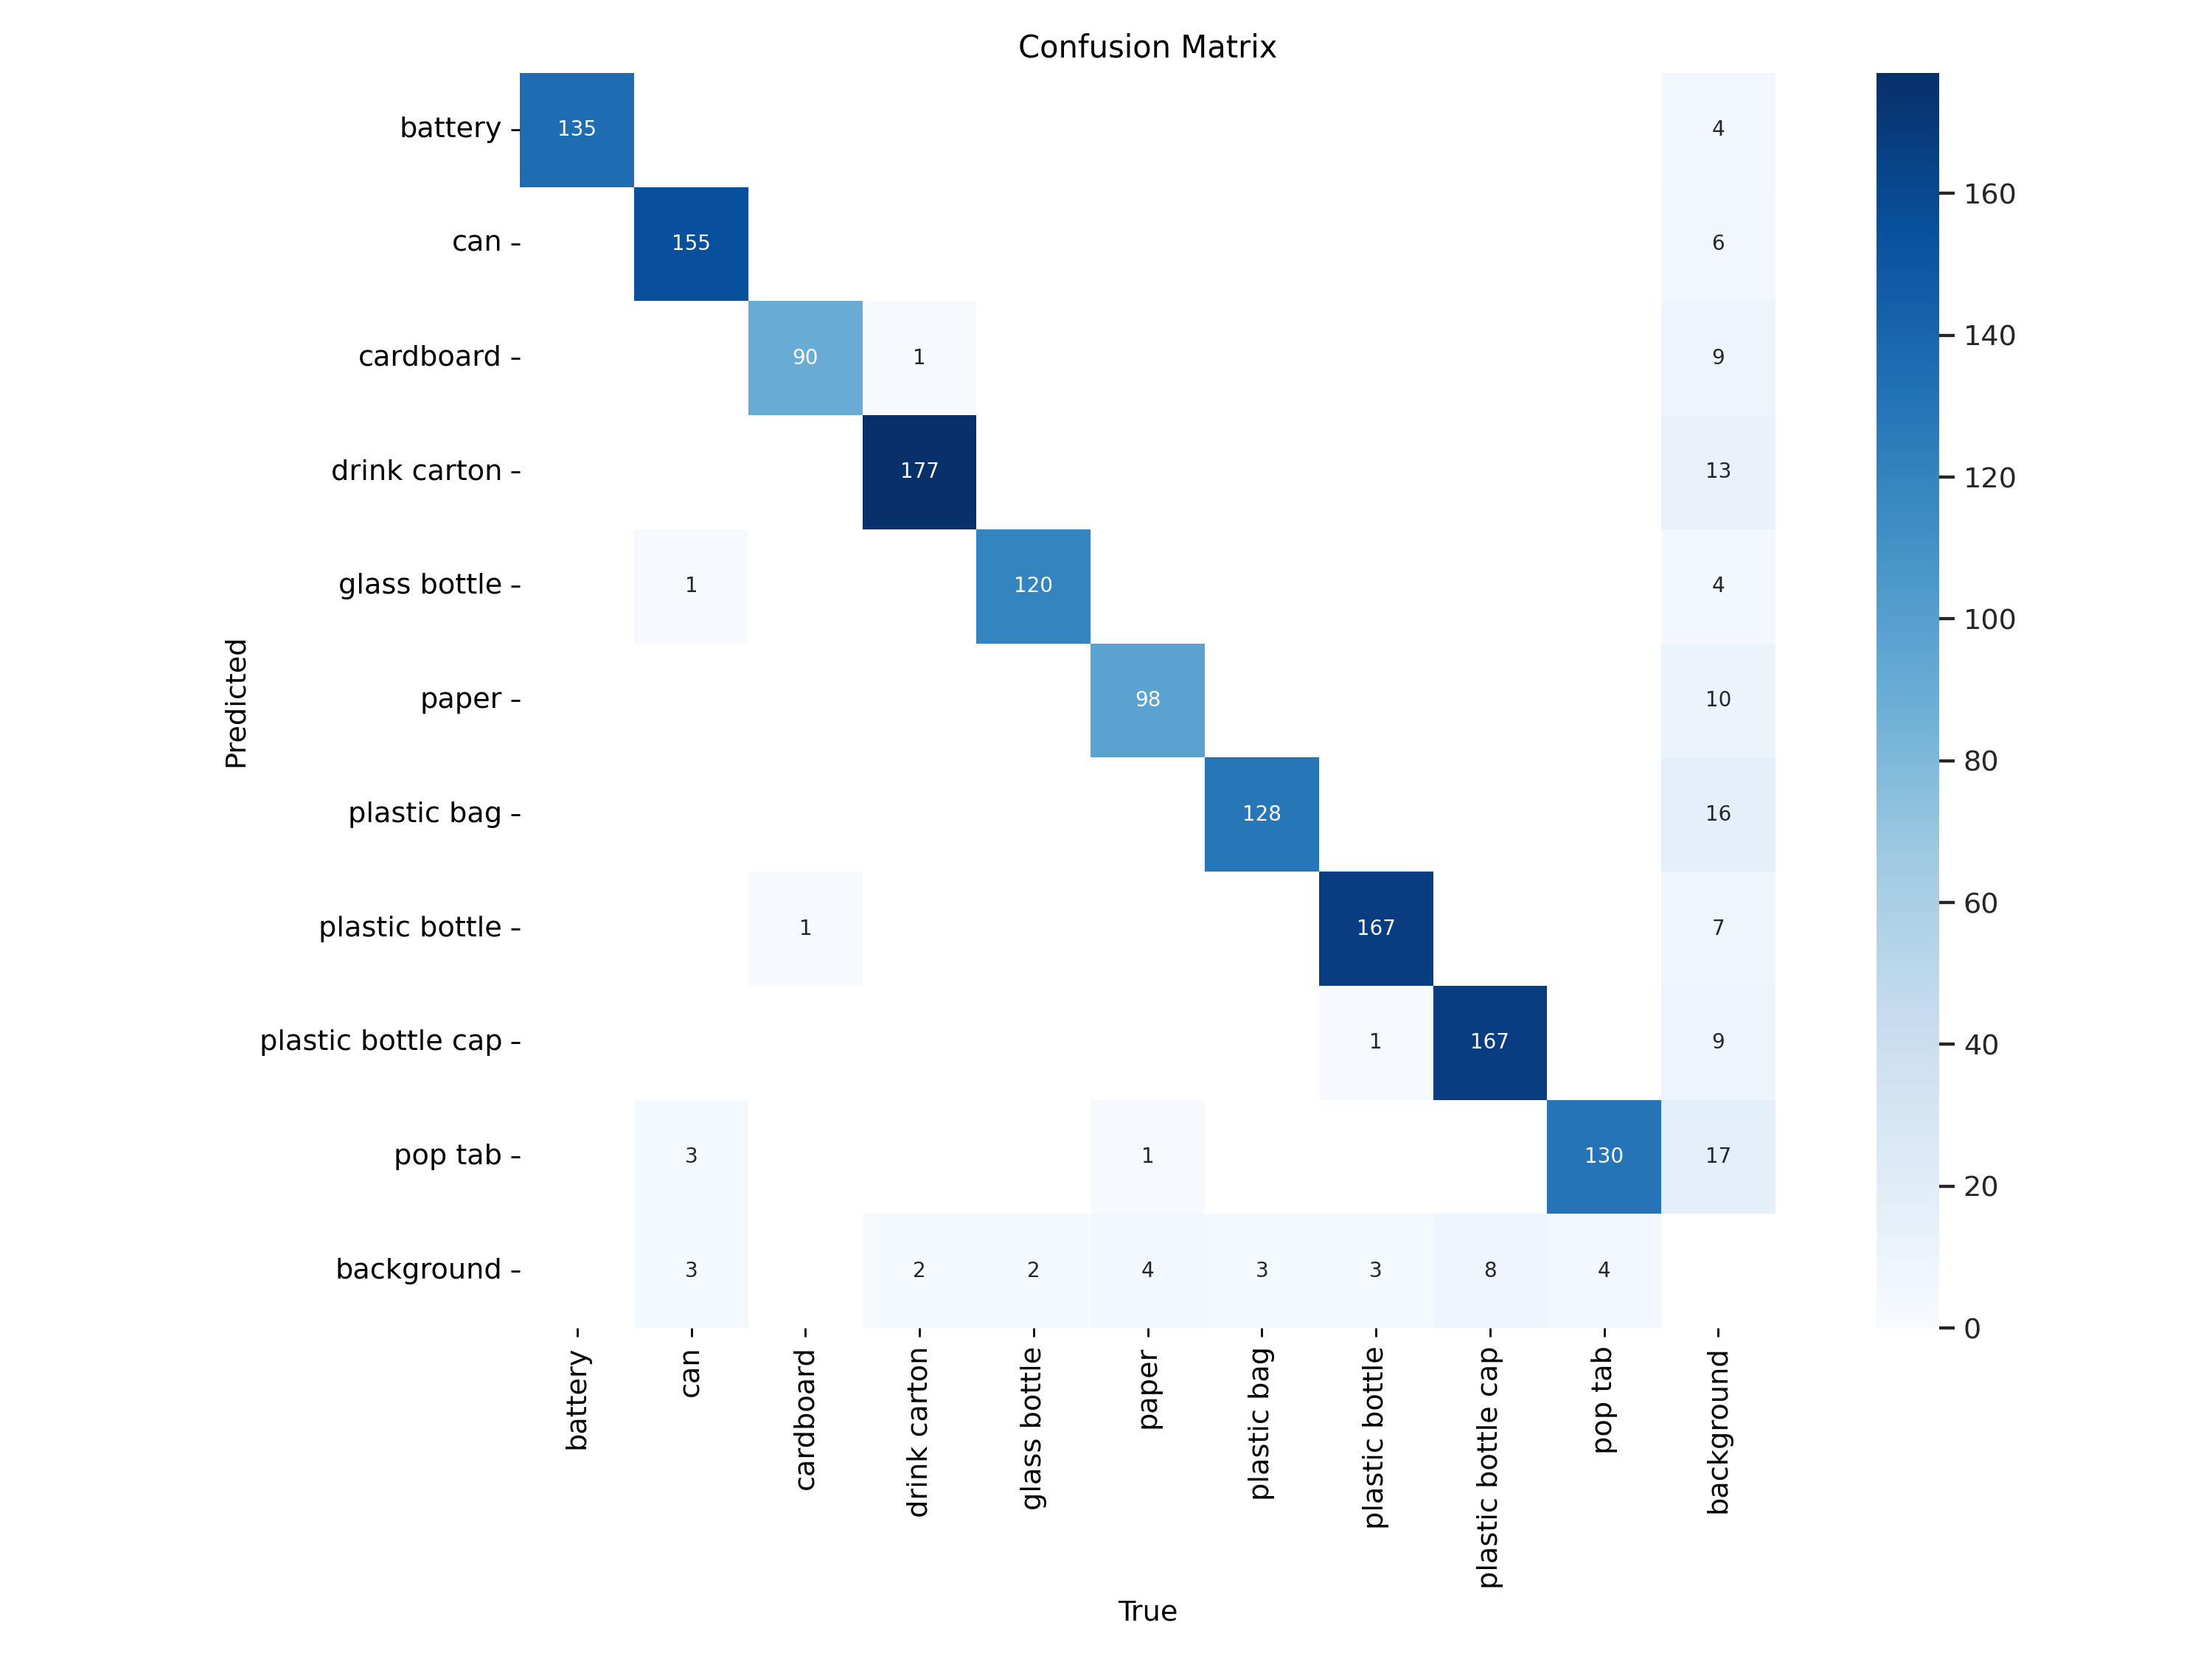 Confusion Matrix
battery 135 4
can 155 6
cardboard 90 1 9
drink carton 177 13
glass bottle 1 120 4
paper 98 10
plastic bag 128 16
plastic bottle 1 167 7
plastic bottle cap 1 167 9
pop tab 3 1 130 17
background 3 2 2 4 3 3 8 4
Predicted
battery
can
cardboard
drink carton
glass bottle
paper
plastic bag
plastic bottle
plastic bottle cap
pop tab
background
True
160
140
120
100
80
60
40
20
0